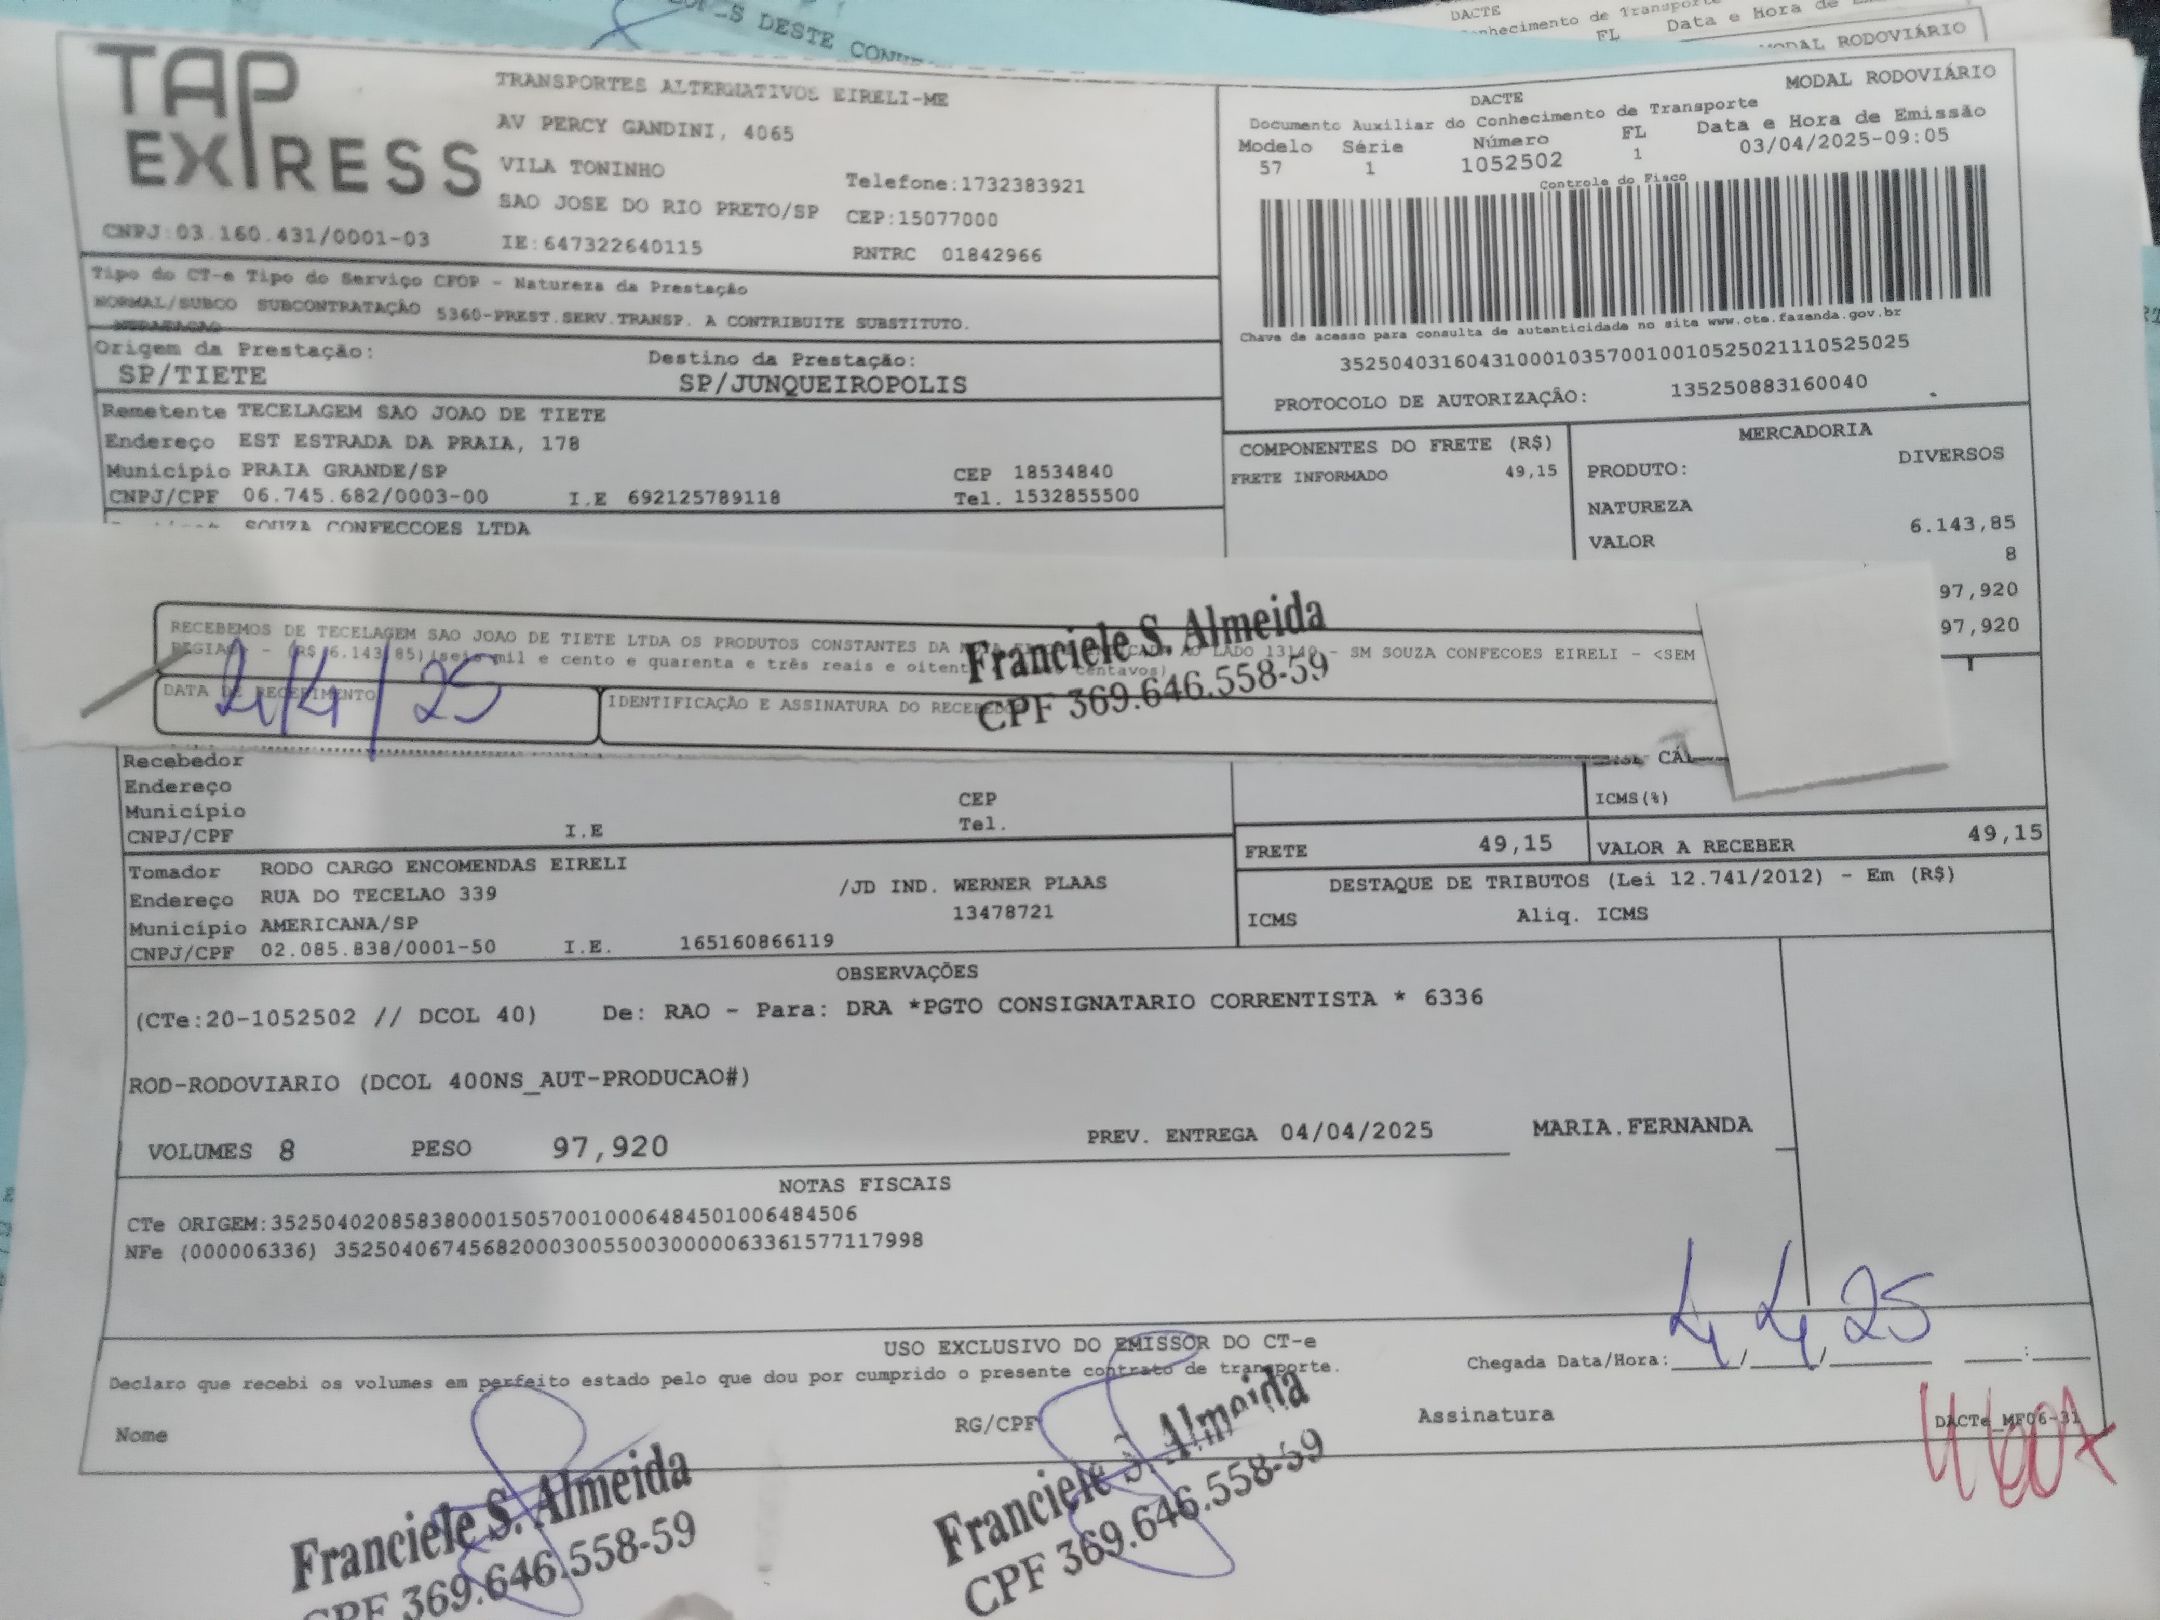 TAP EXPRESS
CNPJ:03.160.431/0001-03
TRANSPORTES ALTERNATIVOS EIRELI-ME
AV PERCY GANDINI, 4065
VILA TONINHO
SAO JOSE DO RIO PRETO/SP
IE:647322640115
Telefone:1732383921
CEP:15077000
RNTRC 01842966
Tipo do CT-e Tipo do Serviço CFOP - Natureza da Prestação
NORMAL/SUBCO SUBCONTRATAÇÃO 5360-PREST.SERV.TRANSP. A CONTRIBUITE SUBSTITUTO.
Origem da Prestação:
SP/TIETE
Destino da Prestação:
SP/JUNQUEIROPOLIS
MODAL RODOVIÁRIO
DACTE
Documento Auxiliar do Conhecimento de Transporte
Modelo Série Número FL Data e Hora de Emissão
57 1 1052502 1 03/04/2025-09:05
Controle do Fisco
Chave de acesso para consulta de autenticidade no site www.cte.fazenda.gov.br
35250403160431000103570010010525021110525025
PROTOCOLO DE AUTORIZAÇÃO: 135250883160040
Remetente TECELAGEM SAO JOAO DE TIETE
Endereço EST ESTRADA DA PRAIA, 178
Município PRAIA GRANDE/SP CEP 18534840
CNPJ/CPF 06.745.682/0003-00 I.E 692125789118 Tel. 1532855500
SOUZA CONFECCOES LTDA
COMPONENTES DO FRETE (R$)
FRETE INFORMADO 49,15
MERCADORIA
PRODUTO: DIVERSOS
NATUREZA
VALOR 6.143,85
8
97,920
97,920
RECEBEMOS DE TECELAGEM SAO JOAO DE TIETE LTDA OS PRODUTOS CONSTANTES DA
AO LADO - SM SOUZA CONFECOES EIRELI - <SEM
(R$ 6.143,85)(seis mil e cento e quarenta e três reais e oitent centavos)
DATA DE RECEBIMENTO
4/4/25
IDENTIFICAÇÃO E ASSINATURA DO RECEBEDOR
Franciele S. Almeida
CPF 369.646.558-59
Recebedor
Endereço
Município CEP
CNPJ/CPF I.E Tel.
ICMS(%)
FRETE 49,15
VALOR A RECEBER 49,15
Tomador RODO CARGO ENCOMENDAS EIRELI
Endereço RUA DO TECELAO 339 /JD IND. WERNER PLAAS
Município AMERICANA/SP 13478721
CNPJ/CPF 02.085.838/0001-50 I.E. 165160866119
DESTAQUE DE TRIBUTOS (Lei 12.741/2012) - Em (R$)
ICMS Aliq. ICMS
OBSERVAÇÕES
(CTe:20-1052502 // DCOL 40) De: RAO - Para: DRA *PGTO CONSIGNATARIO CORRENTISTA * 6336
ROD-RODOVIARIO (DCOL 400NS_AUT-PRODUCAO#)
VOLUMES 8 PESO 97,920 PREV. ENTREGA 04/04/2025 MARIA.FERNANDA
NOTAS FISCAIS
CTe ORIGEM:35250402085838000150570010006484501006484506
NFe (000006336) 35250406745682000300550030000063361577117998
USO EXCLUSIVO DO EMISSOR DO CT-e
Declaro que recebi os volumes em perfeito estado pelo que dou por cumprido o presente contrato de transporte.
Chegada Data/Hora: 4/4/25 :
Nome RG/CPF Assinatura
DACTe_MF06-31
Franciele S. Almeida
CPF 369.646.558-59
Franciele S. Almeida
CPF 369.646.558-59